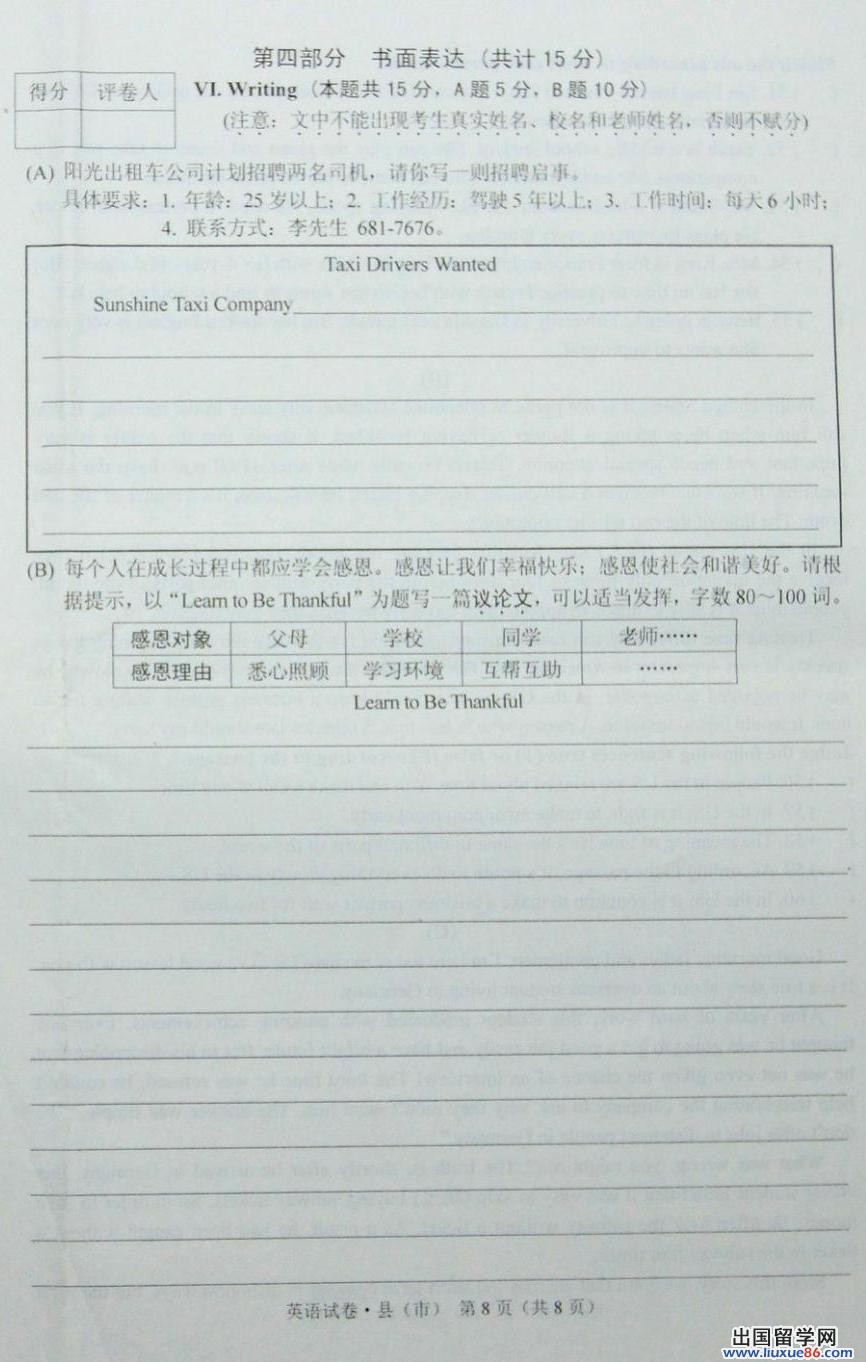 第四部分 书面表达（共计15分）
得分 评卷人
VI. Writing（本题共15分，A题5分，B题10分）
(注意：文中不能出现考生真实姓名、校名和老师姓名，否则不赋分)
(A) 阳光出租车公司计划招聘两名司机，请你写一则招聘启事。
具体要求：1. 年龄：25岁以上；2. 工作经历：驾驶5年以上；3. 工作时间：每天6小时；
4. 联系方式：李先生 681-7676。
Taxi Drivers Wanted
Sunshine Taxi Company
(B) 每个人在成长过程中都应学会感恩。感恩让我们幸福快乐；感恩使社会和谐美好。请根
据提示，以“Learn to Be Thankful”为题写一篇议论文，可以适当发挥，字数80～100词。
感恩对象 父母 学校 同学 老师……
感恩理由 悉心照顾 学习环境 互帮互助 ……
Learn to Be Thankful
英语试卷·县（市） 第8页（共8页）
出国留学网
www.liuxue86.com